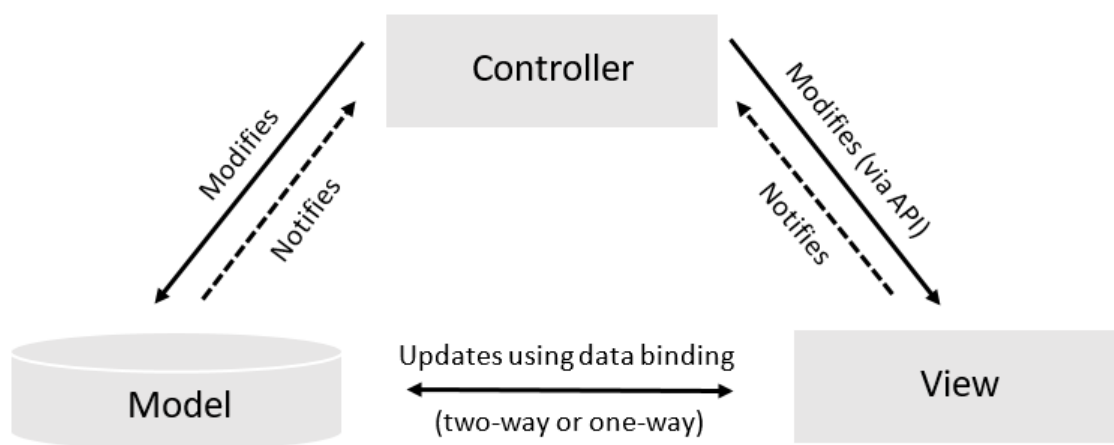 Controller
Modifies
Notifies
Modifies (via API)
Notifies
Updates using data binding
(two-way or one-way)
Model
View